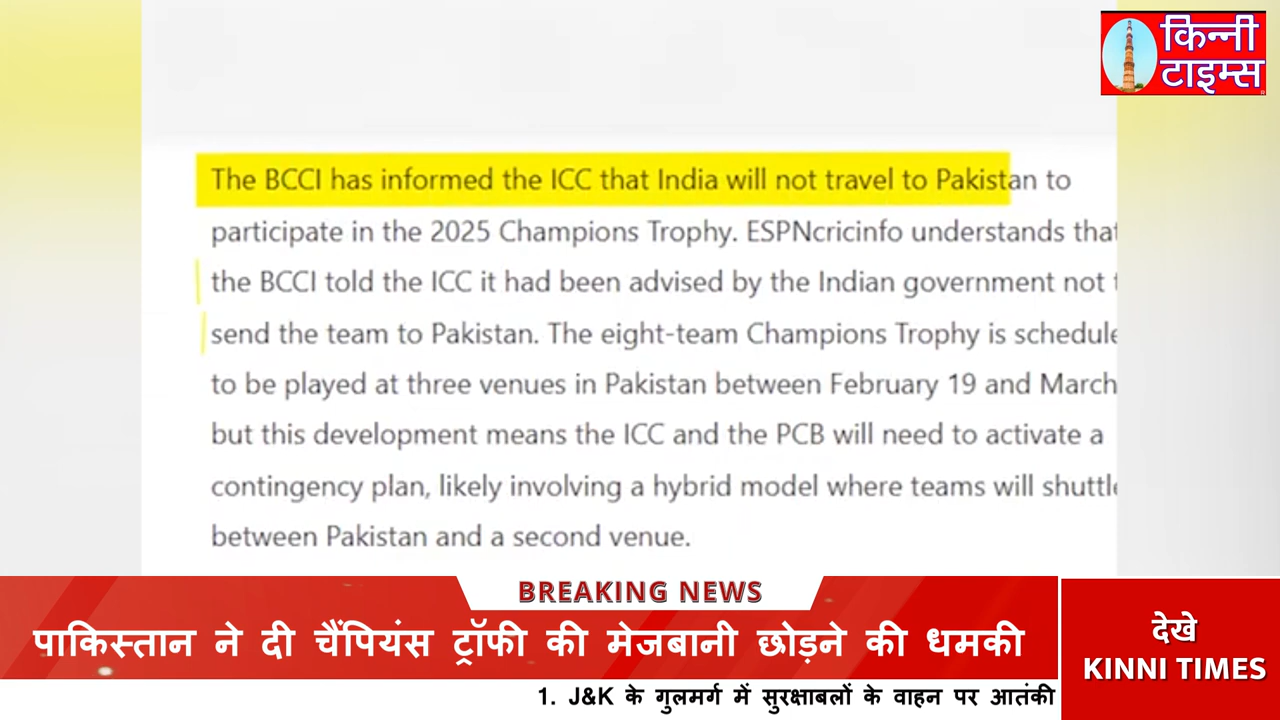 किन्नी
टाइम्स
The BCCI has informed the ICC that India will not travel to Pakistan to
participate in the 2025 Champions Trophy. ESPNcricinfo understands that
the BCCI told the ICC it had been advised by the Indian government not
send the team to Pakistan. The eight-team Champions Trophy is schedule
to be played at three venues in Pakistan between February 19 and March
but this development means the ICC and the PCB will need to activate a
contingency plan, likely involving a hybrid model where teams will shuttle
between Pakistan and a second venue.
BREAKING NEWS
पाकिस्तान ने दी चैंपियंस ट्रॉफी की मेजबानी छोड़ने की धमकी
देखे
KINNI TIMES
1. J&K के गुलमर्ग में सुरक्षाबलों के वाहन पर आतंकी